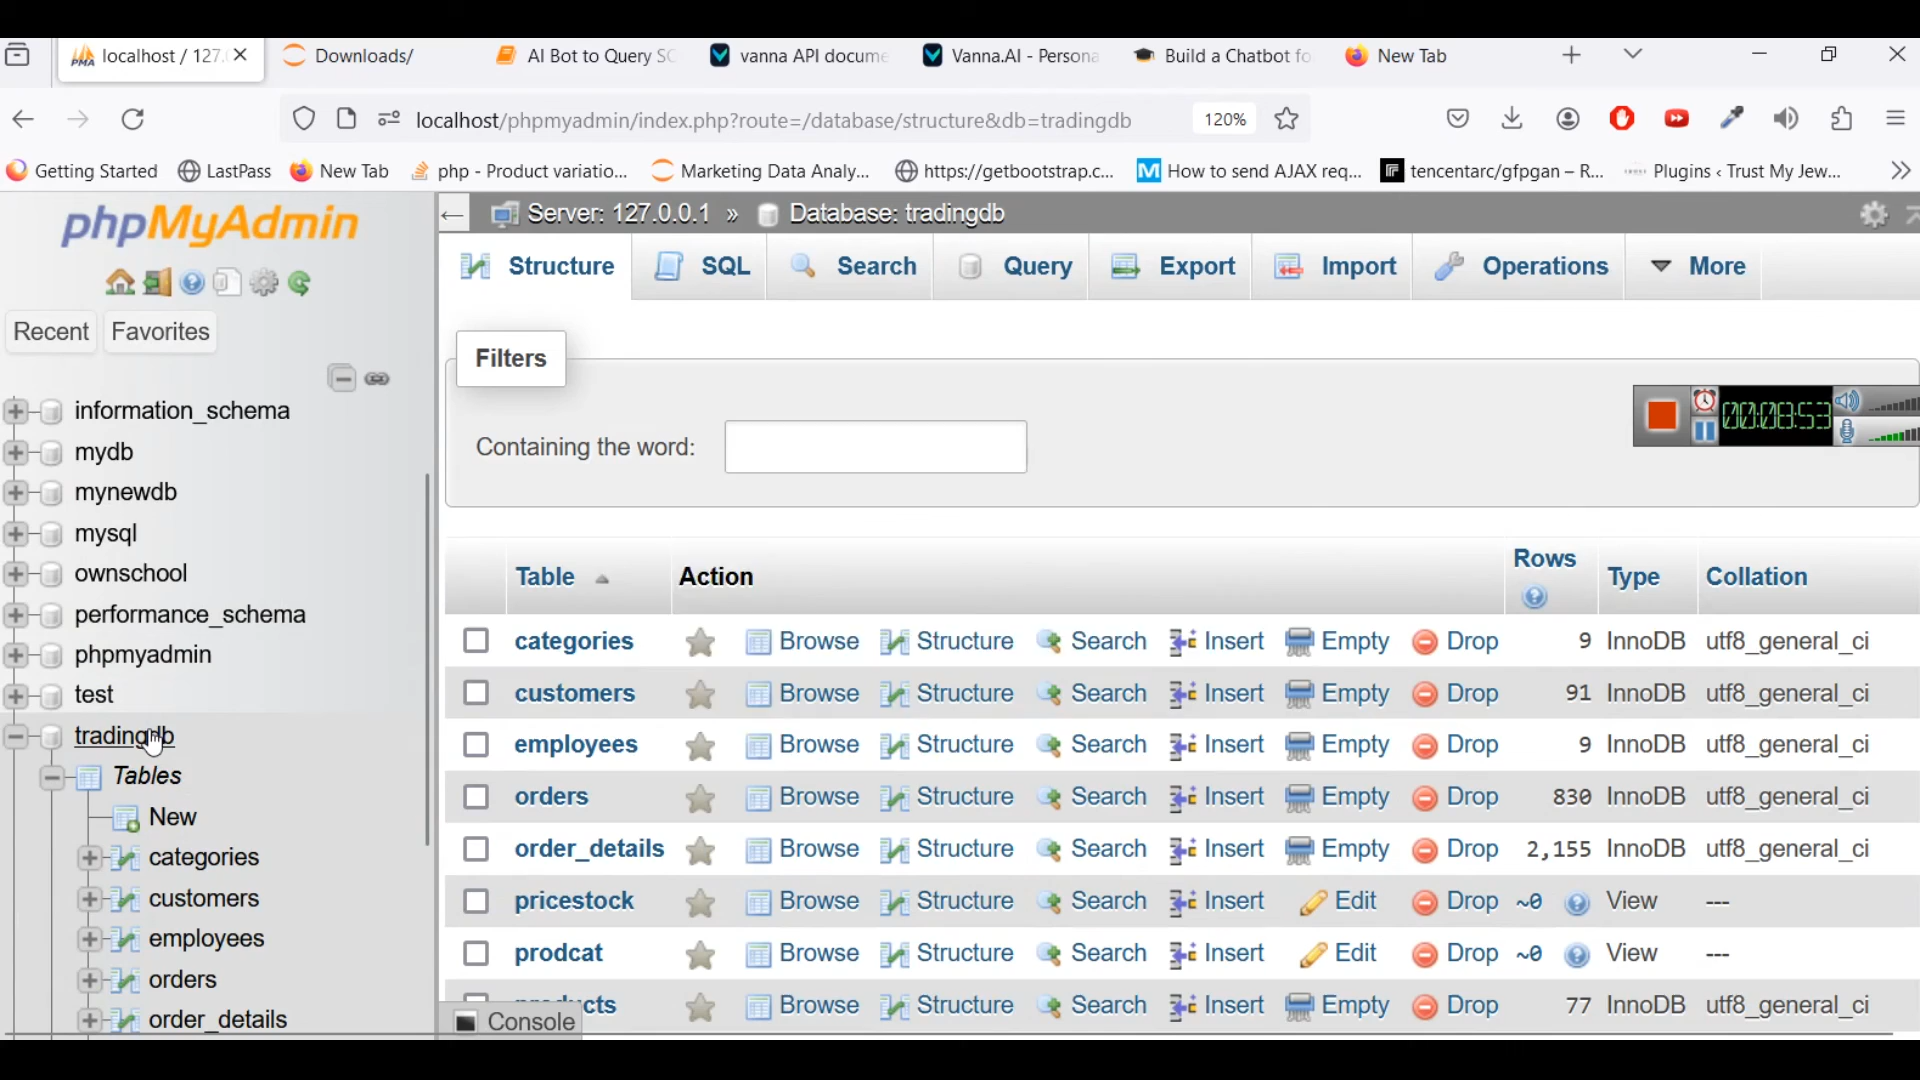 localhost / 127.
Downloads/
AI Bot to Query SC
vanna API docume
Vanna.AI - Persona
Build a Chatbot fo
New Tab
localhost/phpmyadmin/index.php?route=/database/structure&db=tradingdb
120%
Getting Started
LastPass
New Tab
php - Product variatio...
Marketing Data Analy...
https://getbootstrap.c...
How to send AJAX req...
tencentarc/gfpgan – R...
Plugins ‹ Trust My Jew...
phpMyAdmin
Recent
Favorites
information_schema
mydb
mynewdb
mysql
ownschool
performance_schema
phpmyadmin
test
tradingdb
Tables
New
categories
customers
employees
orders
order_details
Server: 127.0.0.1 » Database: tradingdb
Structure
SQL
Search
Query
Export
Import
Operations
More
Filters
Containing the word:
00:08:53
Table Action Rows Type Collation
categories Browse Structure Search Insert Empty Drop 9 InnoDB utf8_general_ci
customers Browse Structure Search Insert Empty Drop 91 InnoDB utf8_general_ci
employees Browse Structure Search Insert Empty Drop 9 InnoDB utf8_general_ci
orders Browse Structure Search Insert Empty Drop 830 InnoDB utf8_general_ci
order_details Browse Structure Search Insert Empty Drop 2,155 InnoDB utf8_general_ci
pricestock Browse Structure Search Insert Edit Drop ~0 View ---
prodcat Browse Structure Search Insert Edit Drop ~0 View ---
products Browse Structure Search Insert Empty Drop 77 InnoDB utf8_general_ci
Console